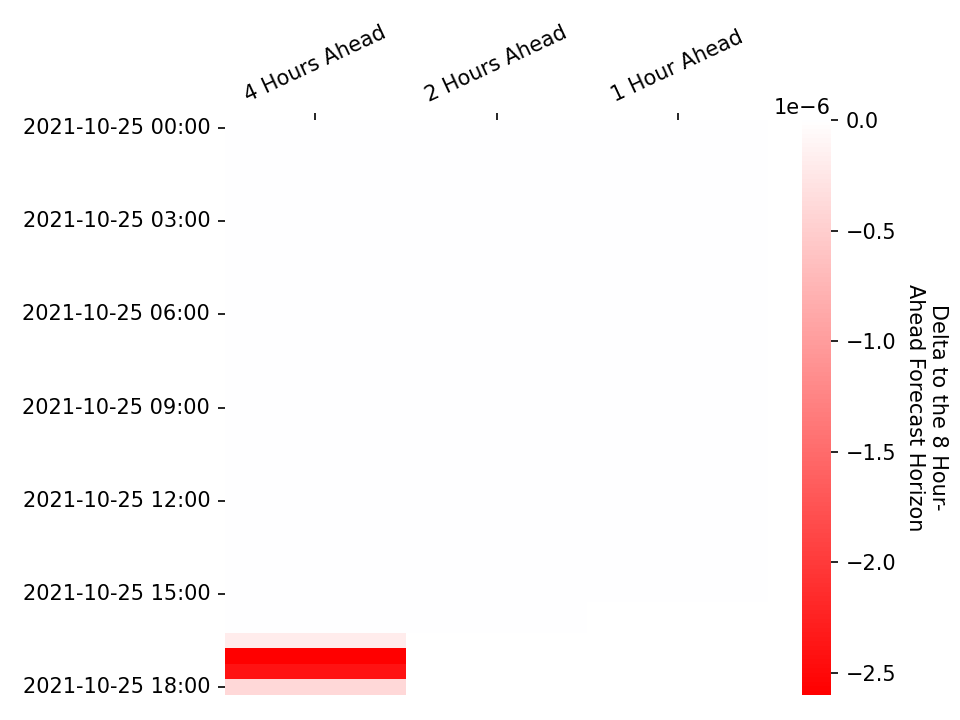 4 Hours Ahead
2 Hours Ahead
1 Hour Ahead
1e−6
2021-10-25 00:00
2021-10-25 03:00
2021-10-25 06:00
2021-10-25 09:00
2021-10-25 12:00
2021-10-25 15:00
2021-10-25 18:00
0.0
−0.5
−1.0
−1.5
−2.0
−2.5
Delta to the 8 Hour-
Ahead Forecast Horizon